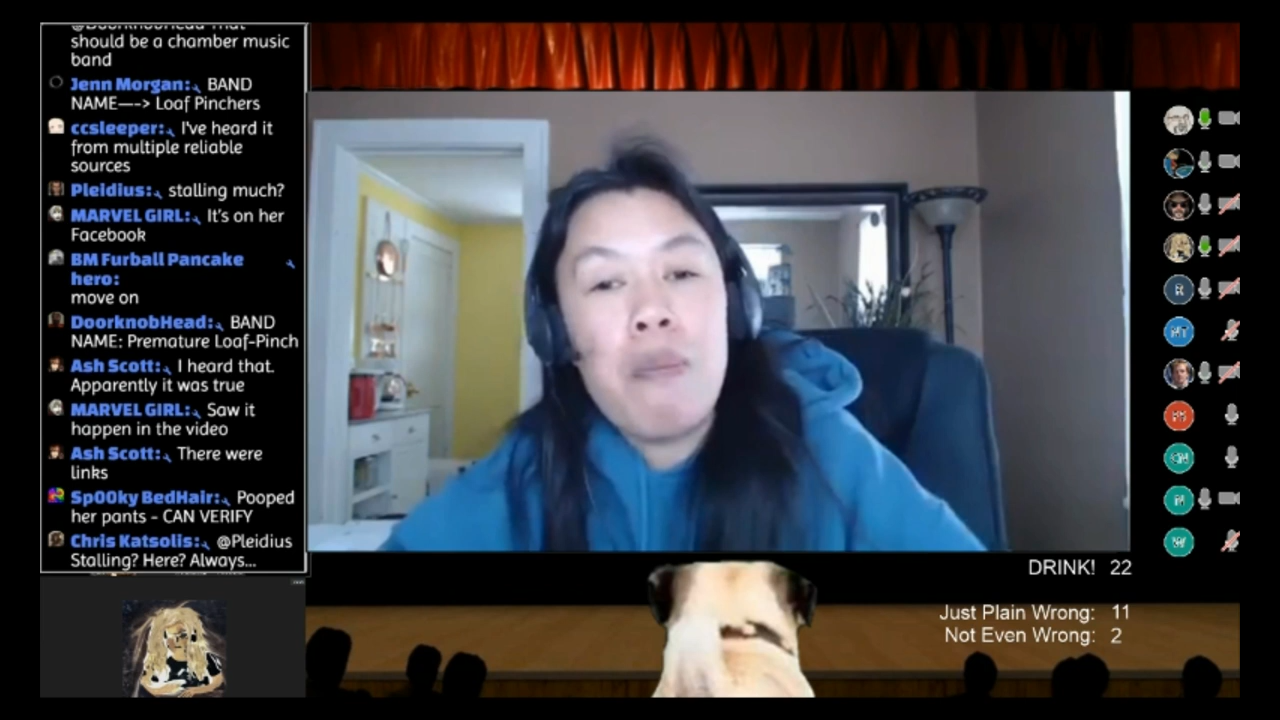 should be a chamber music
band
Jenn Morgan: BAND
NAME—-> Loaf Pinchers
ccsleeper: I've heard it
from multiple reliable
sources
Pleidius: stalling much?
MARVEL GIRL: It's on her
Facebook
BM Furball Pancake
hero:
move on
DoorknobHead: BAND
NAME: Premature Loaf-Pinch
Ash Scott: I heard that.
Apparently it was true
MARVEL GIRL: Saw it
happen in the video
Ash Scott: There were
links
Sp00ky BedHair: Pooped
her pants - CAN VERIFY
Chris Katsolis: @Pleidius
Stalling? Here? Always...
DRINK! 22
Just Plain Wrong: 11
Not Even Wrong: 2